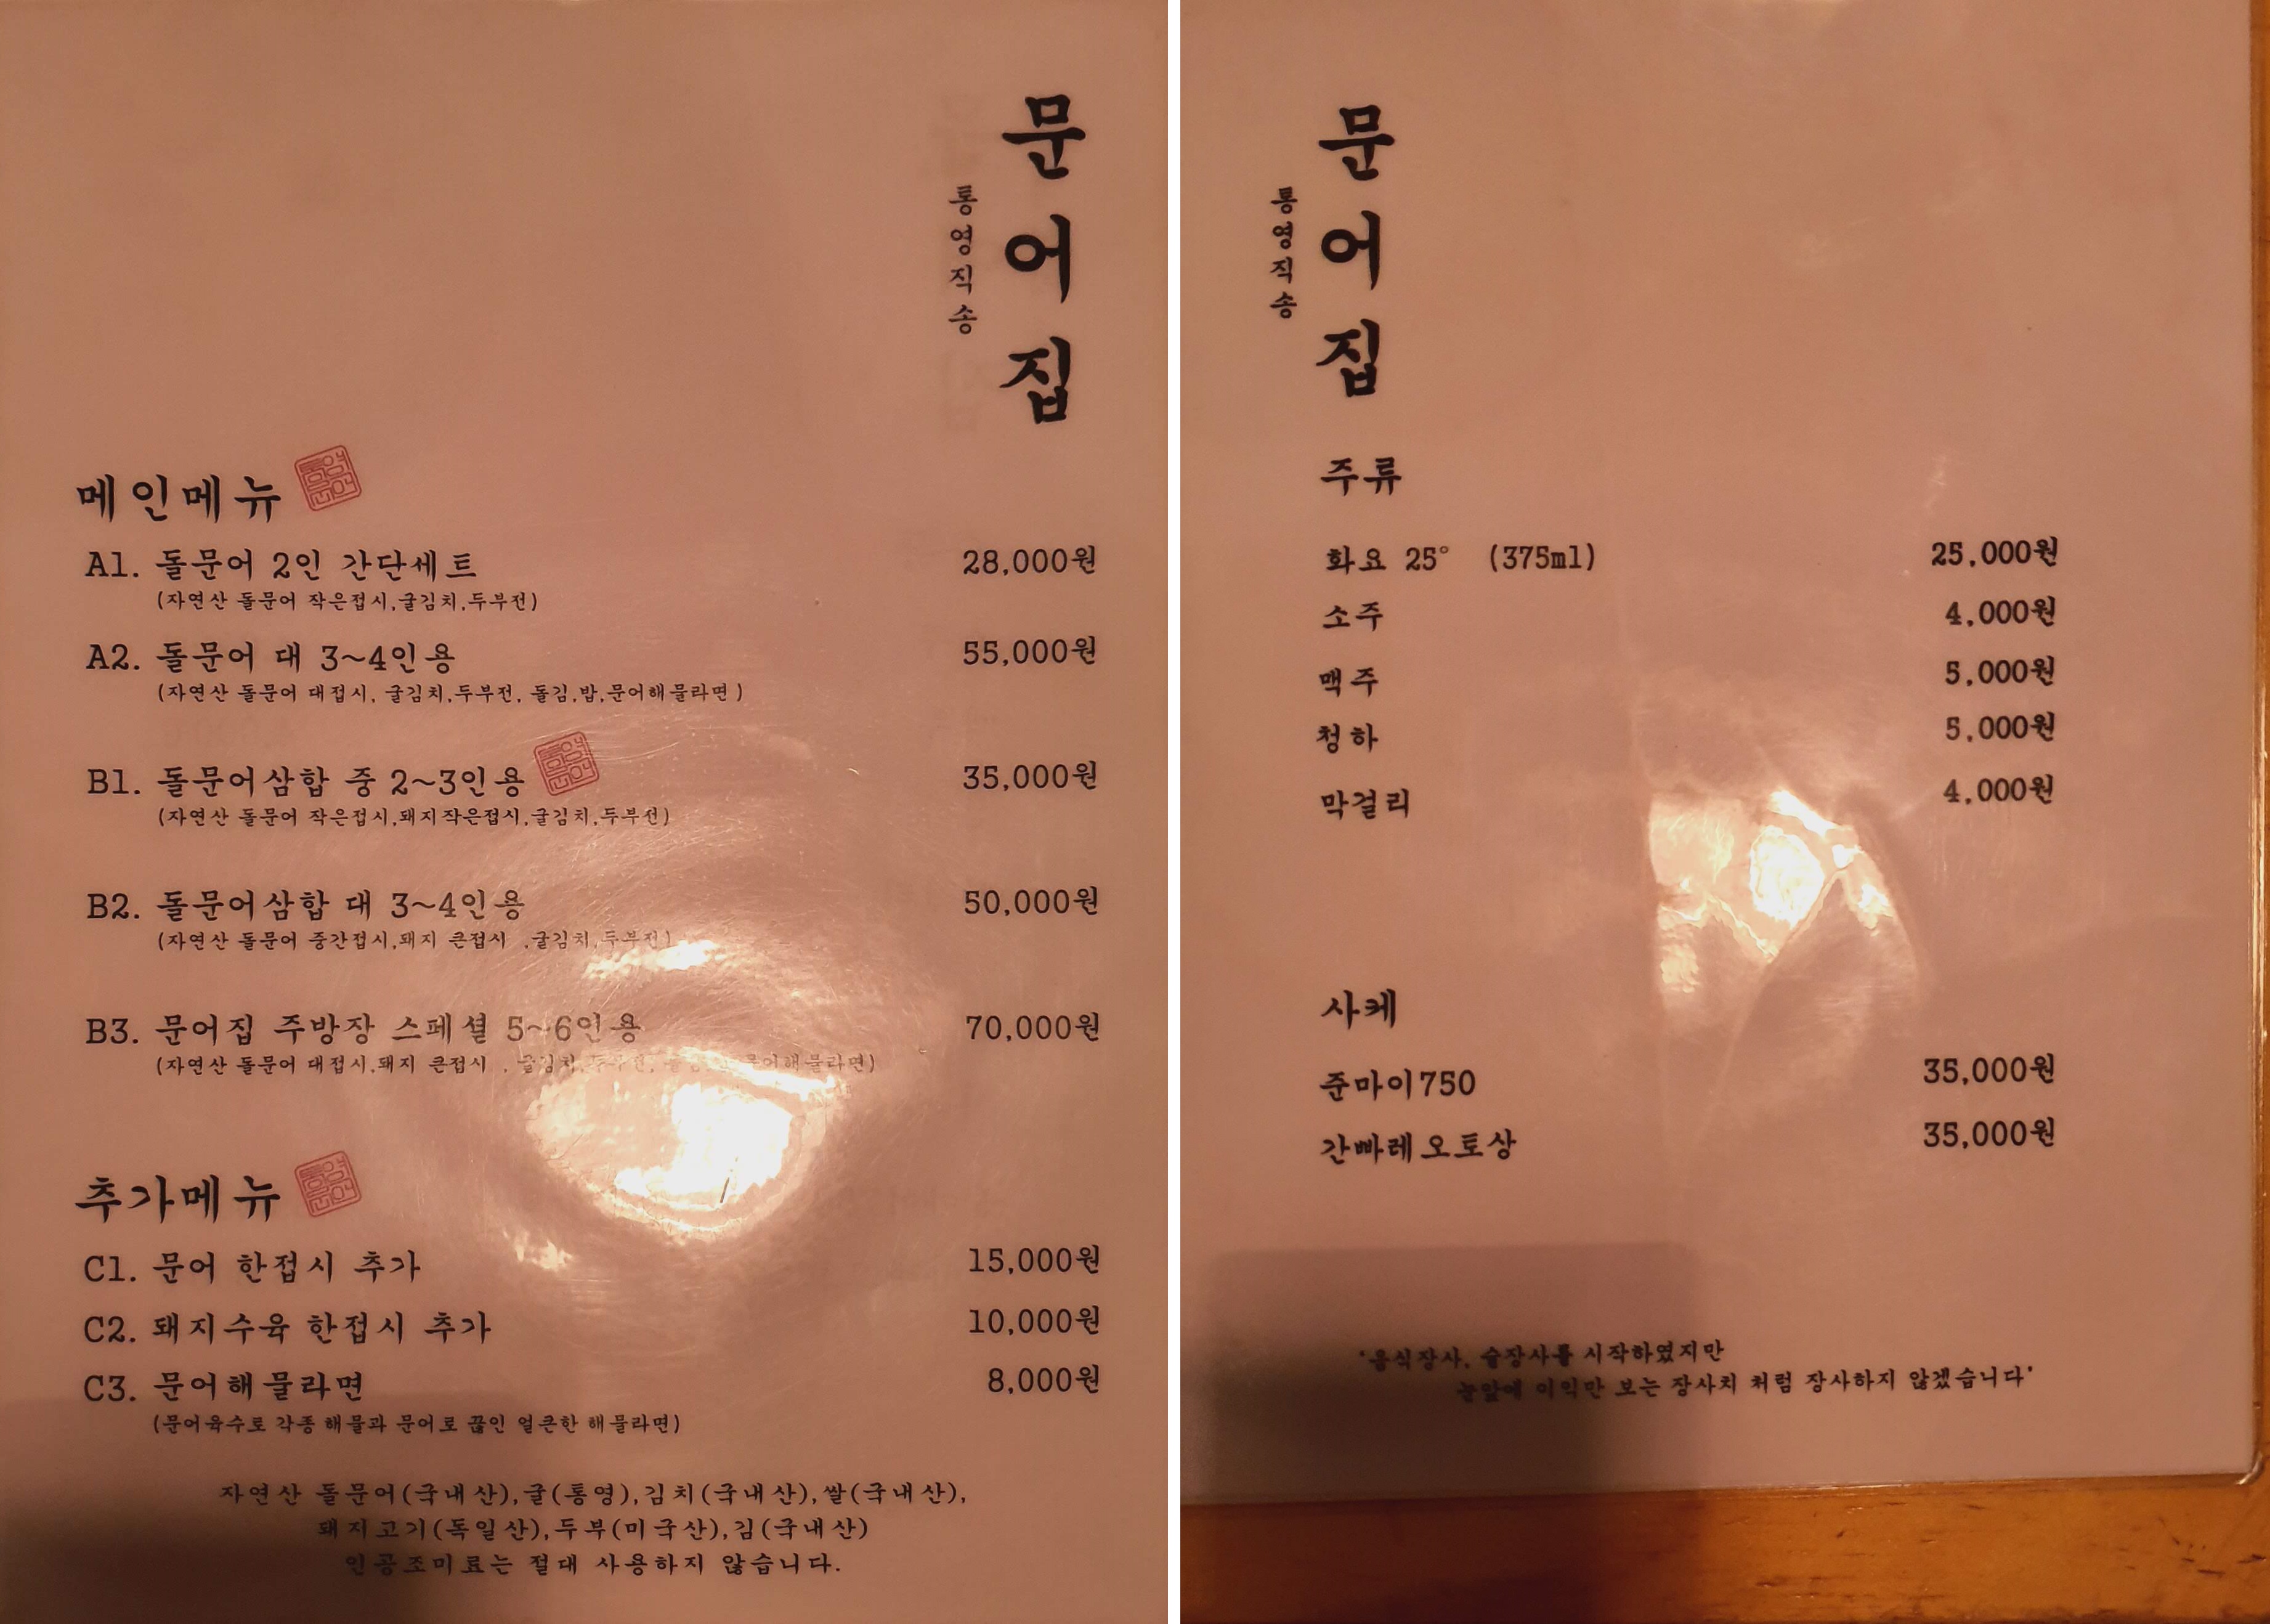 문어집
통영직송
메인메뉴
A1. 돌문어 2인 간단세트 28,000원
(자연산 돌문어 작은접시,굴김치,두부전)
A2. 돌문어 대 3~4인용 55,000원
(자연산 돌문어 대접시, 굴김치,두부전, 돌김,밥,문어해물라면 )
B1. 돌문어삼합 중 2~3인용 35,000원
(자연산 돌문어 작은접시,돼지작은접시,굴김치,두부전)
B2. 돌문어삼합 대 3~4인용 50,000원
(자연산 돌문어 중간접시,돼지 큰접시 ,굴김치,두부전)
B3. 문어집 주방장 스페셜 5~6인용 70,000원
(자연산 돌문어 대접시,돼지 큰접시 , 굴김치,두부전, 문어해물라면)
추가메뉴
C1. 문어 한접시 추가 15,000원
C2. 돼지수육 한접시 추가 10,000원
C3. 문어해물라면 8,000원
(문어육수로 각종 해물과 문어로 끓인 얼큰한 해물라면)
자연산 돌문어(국내산),굴(통영),김치(국내산),쌀(국내산),
돼지고기(독일산),두부(미국산),김(국내산)
인공조미료는 절대 사용하지 않습니다.
문어집
통영직송
주류
화요 25° (375ml) 25,000원
소주 4,000원
맥주 5,000원
청하 5,000원
막걸리 4,000원
사케
준마이750 35,000원
간빠레오토상 35,000원
"음식장사, 술장사를 시작하였지만
눈앞에 이익만 보는 장사치 처럼 장사하지 않겠습니다"